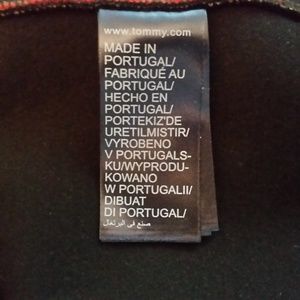 www.tommy.com
MADE IN
PORTUGAL/
FABRIQUÉ AU
PORTUGAL/
HECHO EN
PORTUGAL/
PORTEKIZ'DE
URETILMISTIR/
VYROBENO
V PORTUGALS-
KU/WYPRODU-
KOWANO
W PORTUGALII/
DIBUAT
DI PORTUGAL/
صنع في البرتغال